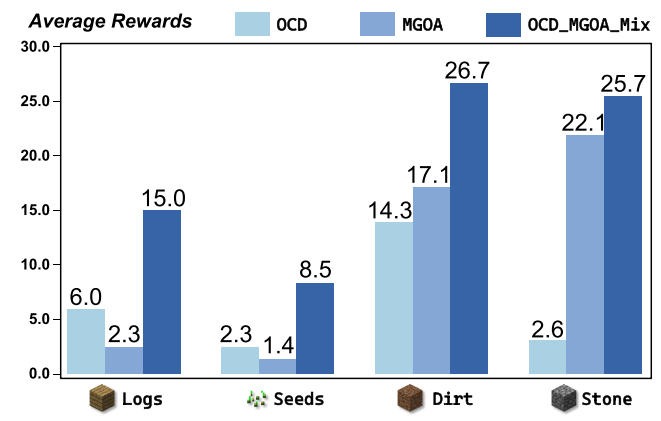 Average Rewards
OCD
MGOA
OCD_MGOA_Mix
30.0
25.0
20.0
15.0
10.0
5.0
0.0
6.0
2.3
15.0
2.3
1.4
8.5
14.3
17.1
26.7
2.6
22.1
25.7
Logs
Seeds
Dirt
Stone